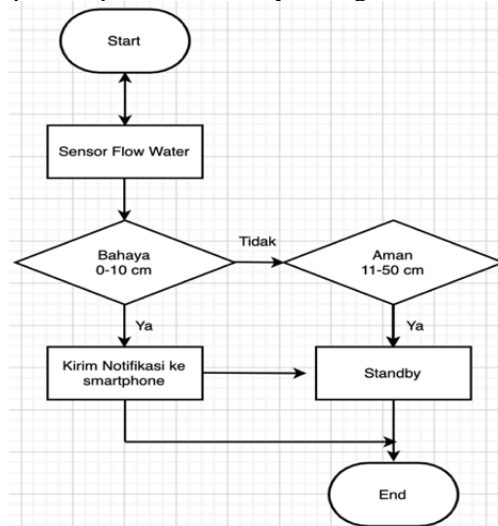 Start
Sensor Flow Water
Bahaya
0-10 cm
Tidak
Aman
11-50 cm
Ya
Ya
Kirim Notifikasi ke
smartphone
Standby
End